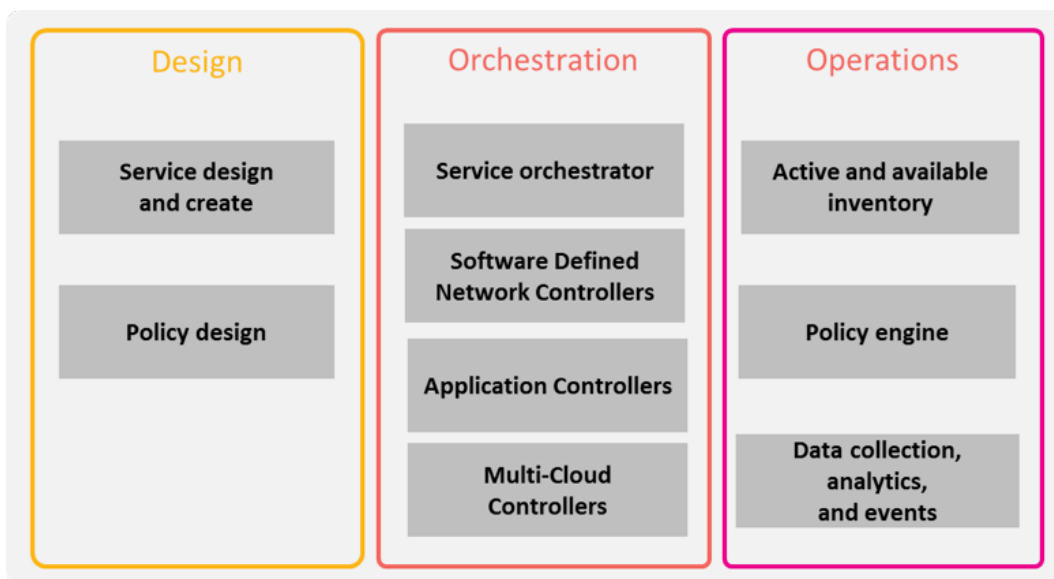 Design
Service design
and create
Policy design
Orchestration
Service orchestrator
Software Defined
Network Controllers
Application Controllers
Multi-Cloud
Controllers
Operations
Active and available
inventory
Policy engine
Data collection,
analytics,
and events